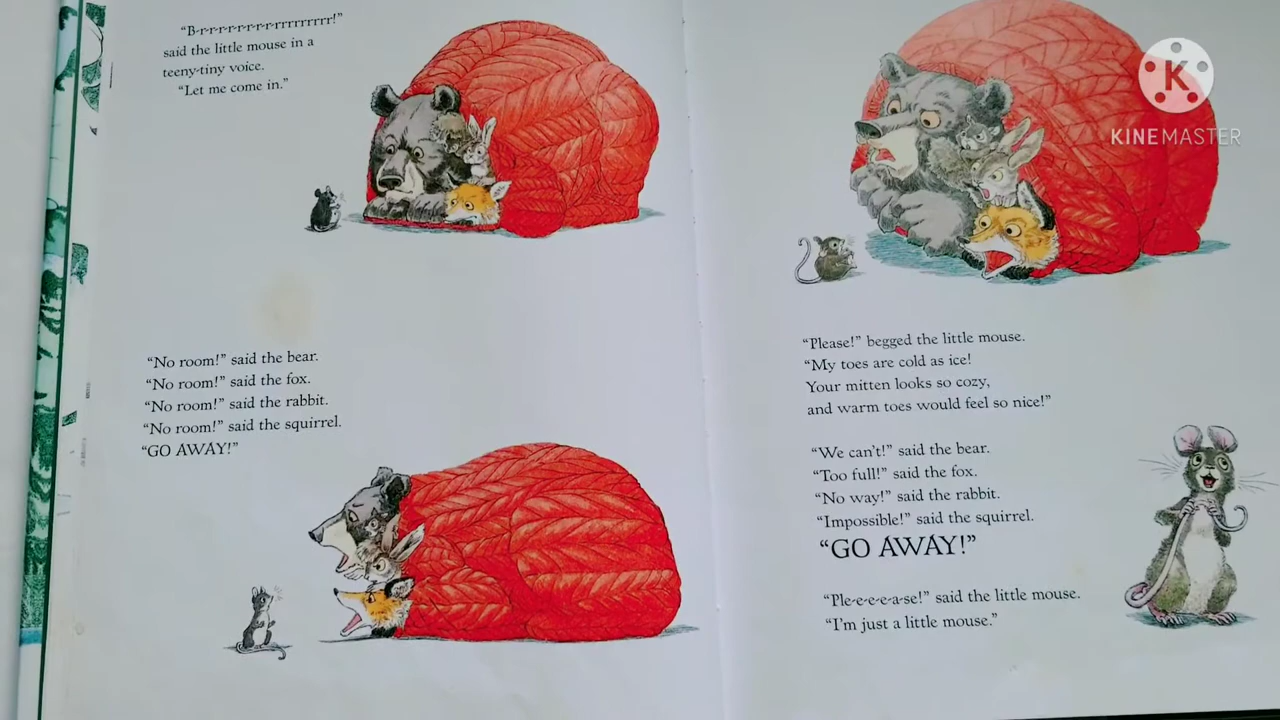 “B-r-r-r-r-r-r-rrrrrrrrr!”
said the little mouse in a
teeny-tiny voice.
“Let me come in.”
“No room!” said the bear.
“No room!” said the fox.
“No room!” said the rabbit.
“No room!” said the squirrel.
“GO AWAY!”
“Please!” begged the little mouse.
“My toes are cold as ice!
Your mitten looks so cozy,
and warm toes would feel so nice!”
“We can’t!” said the bear.
“Too full!” said the fox.
“No way!” said the rabbit.
“Impossible!” said the squirrel.
“GO AWAY!”
“Ple-e-e-e-a-se!” said the little mouse.
“I’m just a little mouse.”
K
KINEMASTER